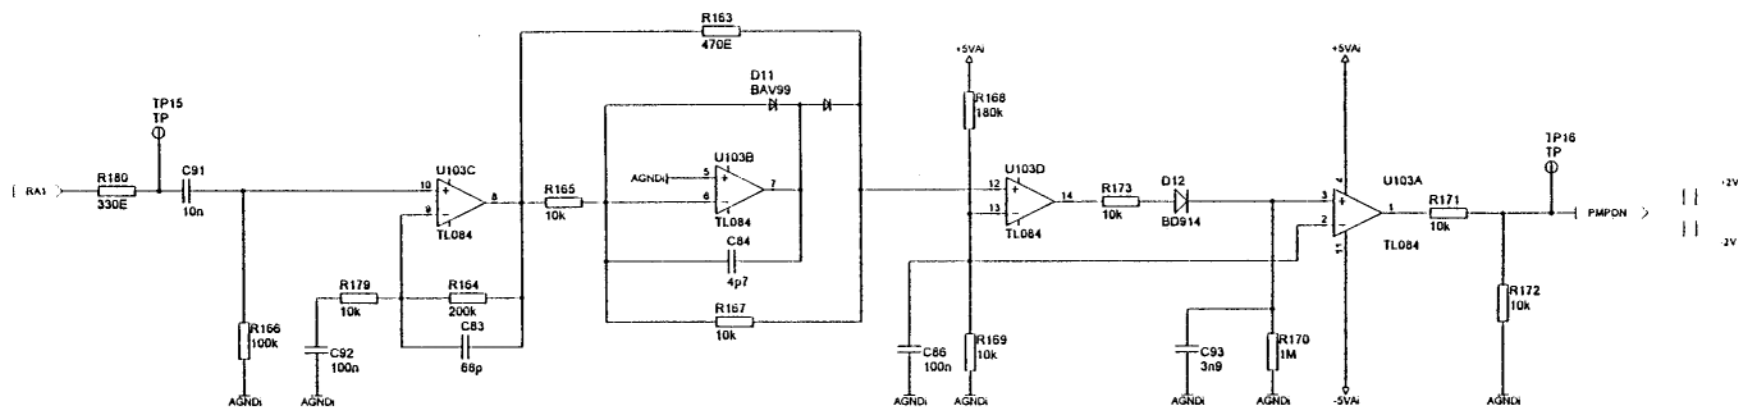 R163
470E
D11
BAV99
+5VAi
+5VAi
TP15
TP
R168
180k
TP16
TP
C91
U103C
U103B
U103D
D12
U103A
R180
R165
AGNDi
5
6
7
R173
R171
RA1
330E
10n
10
9
8
10k
12
13
14
10k
BD914
3
2
1
4
11
10k
PMPDN
+2V
-2V
TL084
TL084
TL084
TL084
C84
4p7
R179
10k
R164
200k
R167
10k
R172
10k
R166
100k
C92
100n
C83
68p
C86
100n
R169
10k
C93
3n9
R170
1M
AGNDi
AGNDi
AGNDi
AGNDi
AGNDi
AGNDi
-5VAi
AGNDi